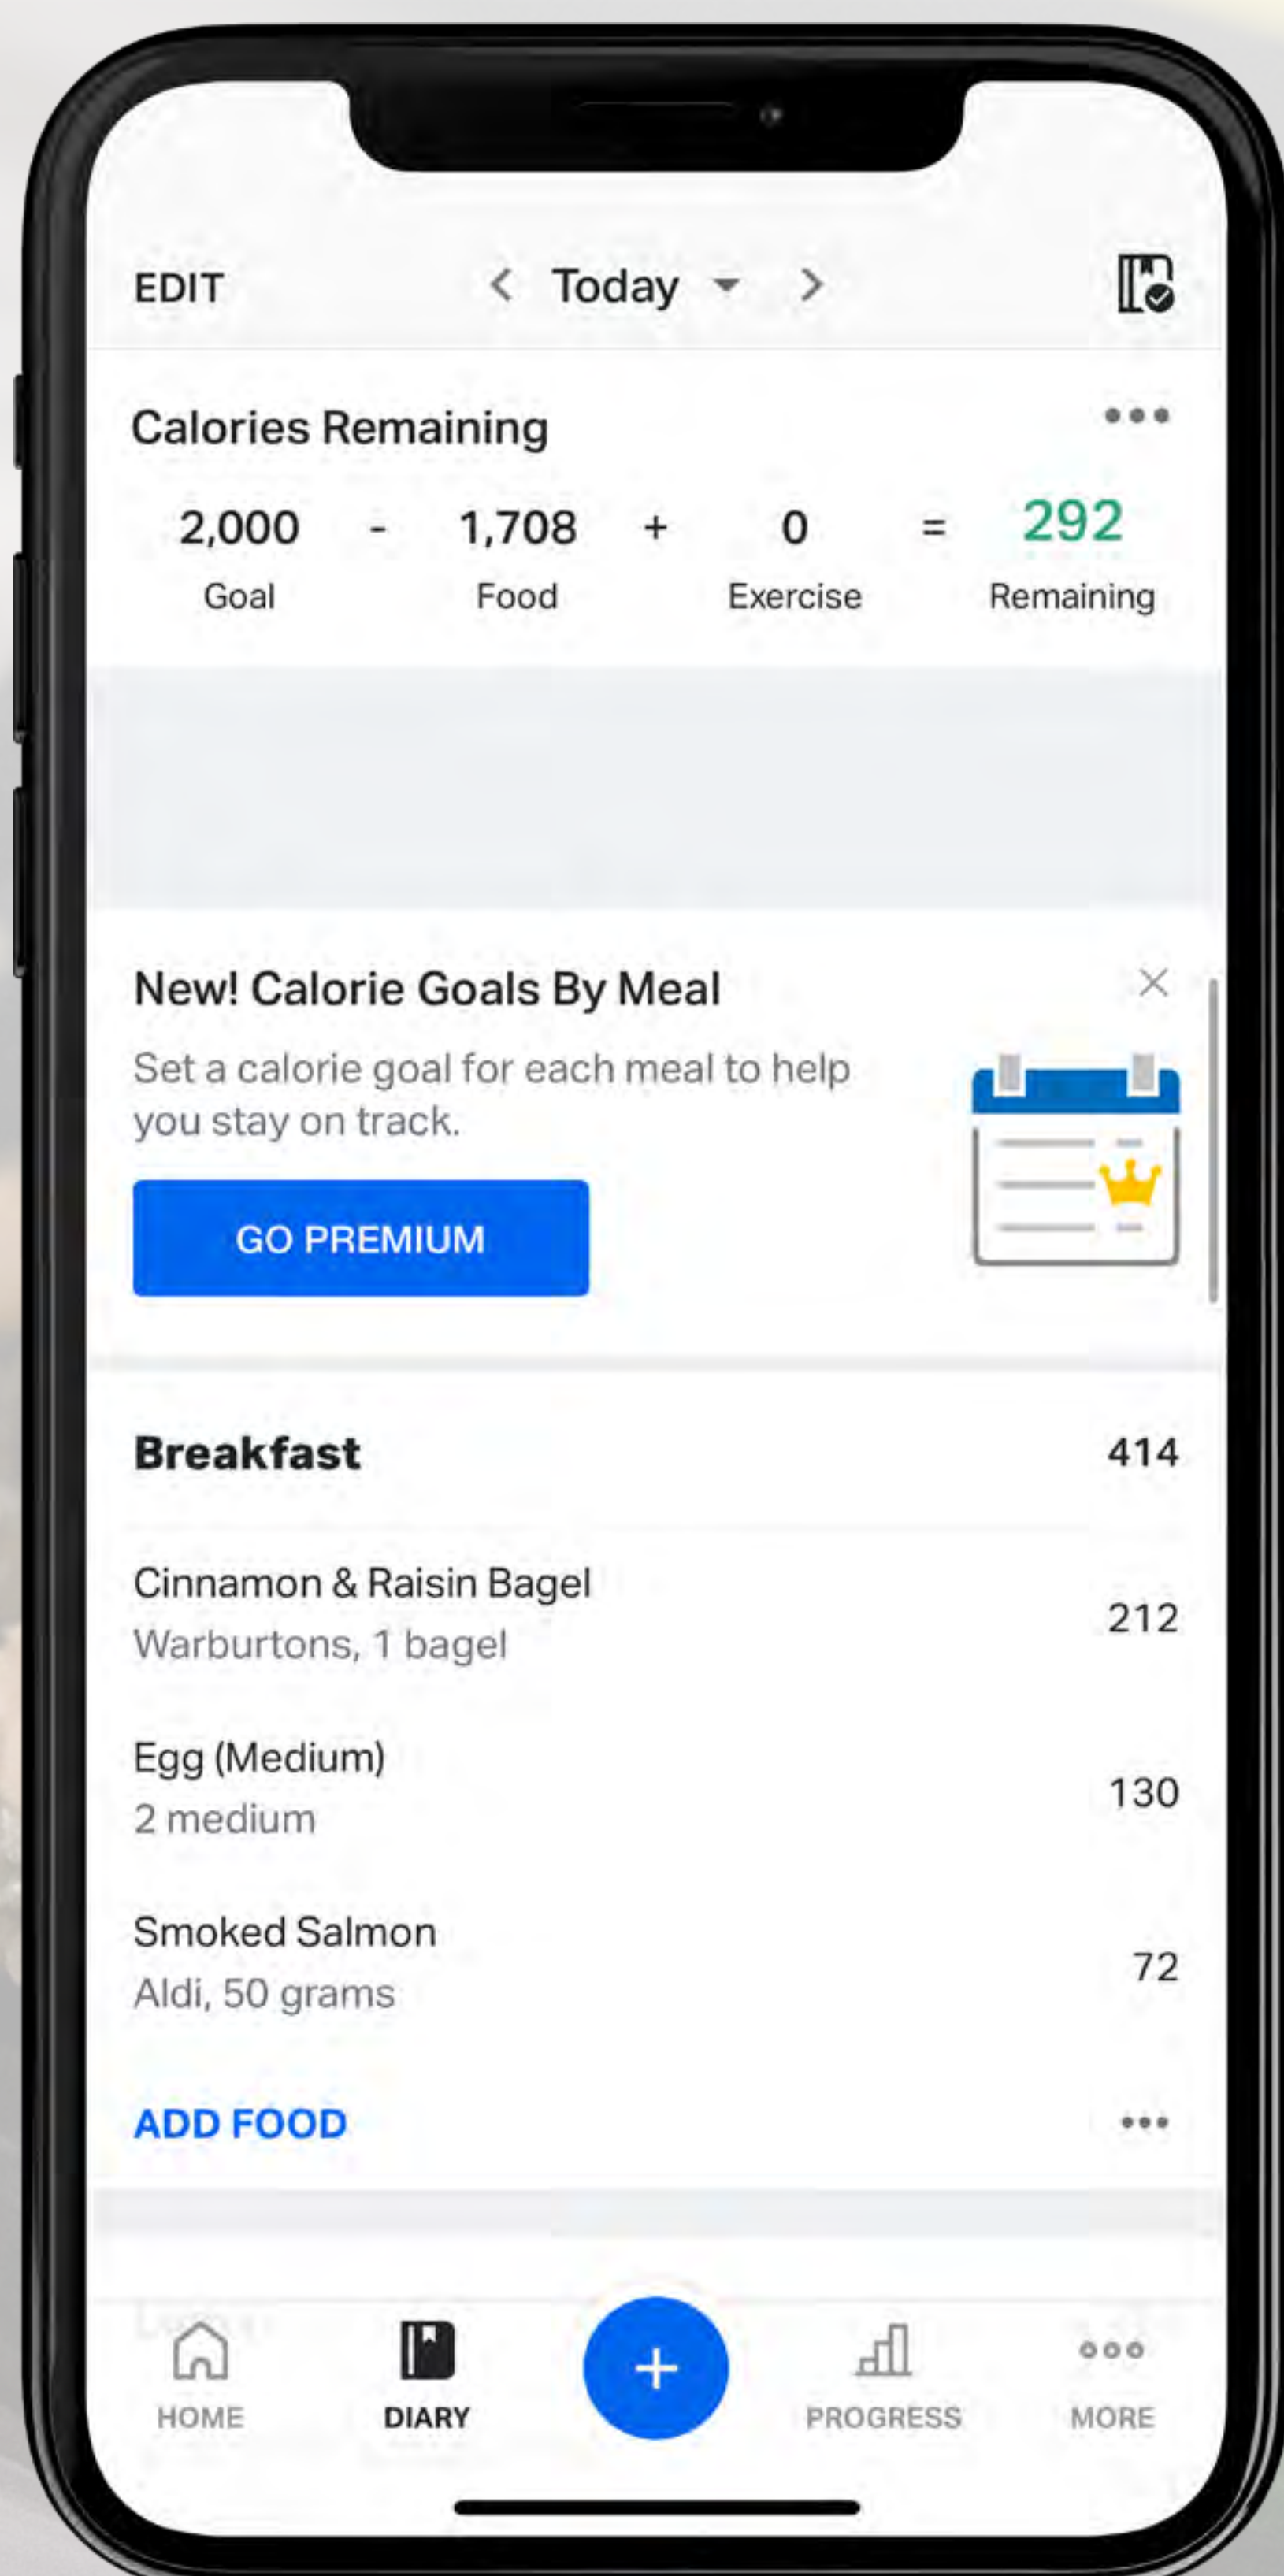 EDIT < Today >
Calories Remaining
2,000 - 1,708 + 0 = 292
Goal Food Exercise Remaining
New! Calorie Goals By Meal
Set a calorie goal for each meal to help
you stay on track.
GO PREMIUM
Breakfast 414
Cinnamon & Raisin Bagel
Warburtons, 1 bagel
212
Egg (Medium)
2 medium
130
Smoked Salmon
Aldi, 50 grams
72
ADD FOOD
+
HOME DIARY PROGRESS MORE